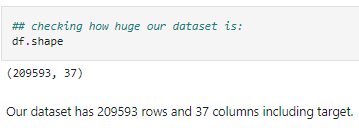 ## checking how huge our dataset is:
df.shape
(209593, 37)
Our dataset has 209593 rows and 37 columns including target.